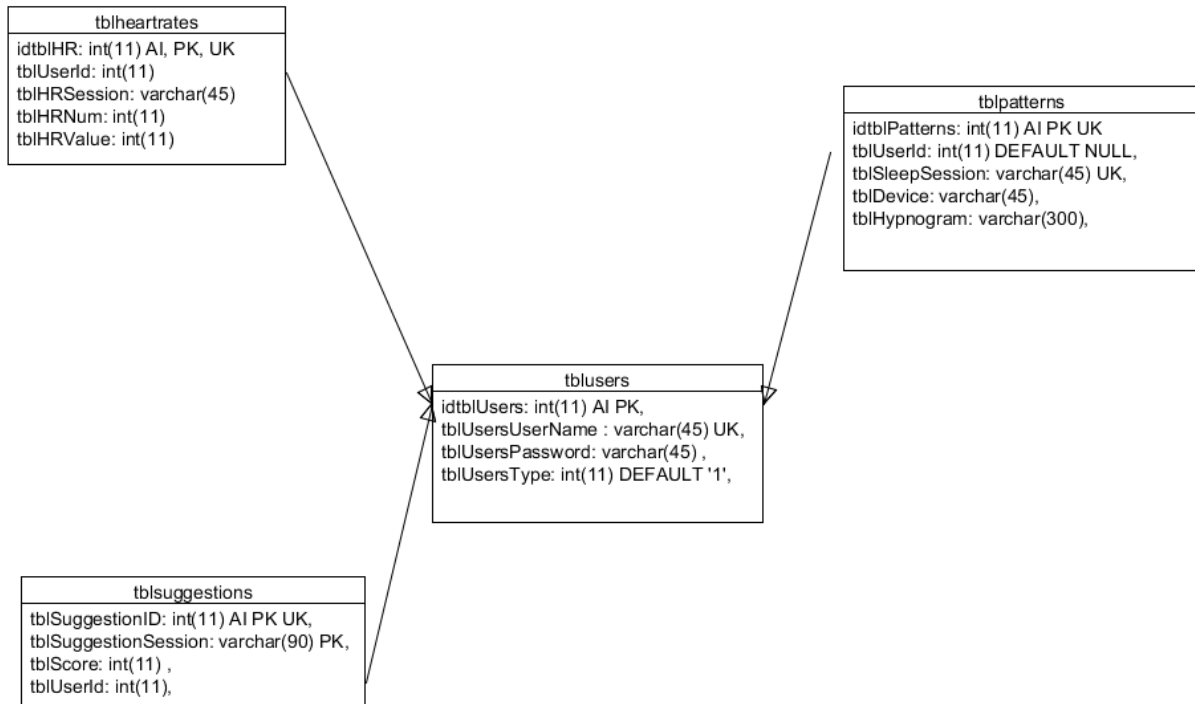 tblheartrates
idtblHR: int(11) AI, PK, UK
tblUserId: int(11)
tblHRSession: varchar(45)
tblHRNum: int(11)
tblHRValue: int(11)
tblpatterns
idtblPatterns: int(11) AI PK UK
tblUserId: int(11) DEFAULT NULL,
tblSleepSession: varchar(45) UK,
tblDevice: varchar(45),
tblHypnogram: varchar(300),
tblusers
idtblUsers: int(11) AI PK,
tblUsersUserName : varchar(45) UK,
tblUsersPassword: varchar(45) ,
tblUsersType: int(11) DEFAULT '1',
tblsuggestions
tblSuggestionID: int(11) AI PK UK,
tblSuggestionSession: varchar(90) PK,
tblScore: int(11) ,
tblUserId: int(11),